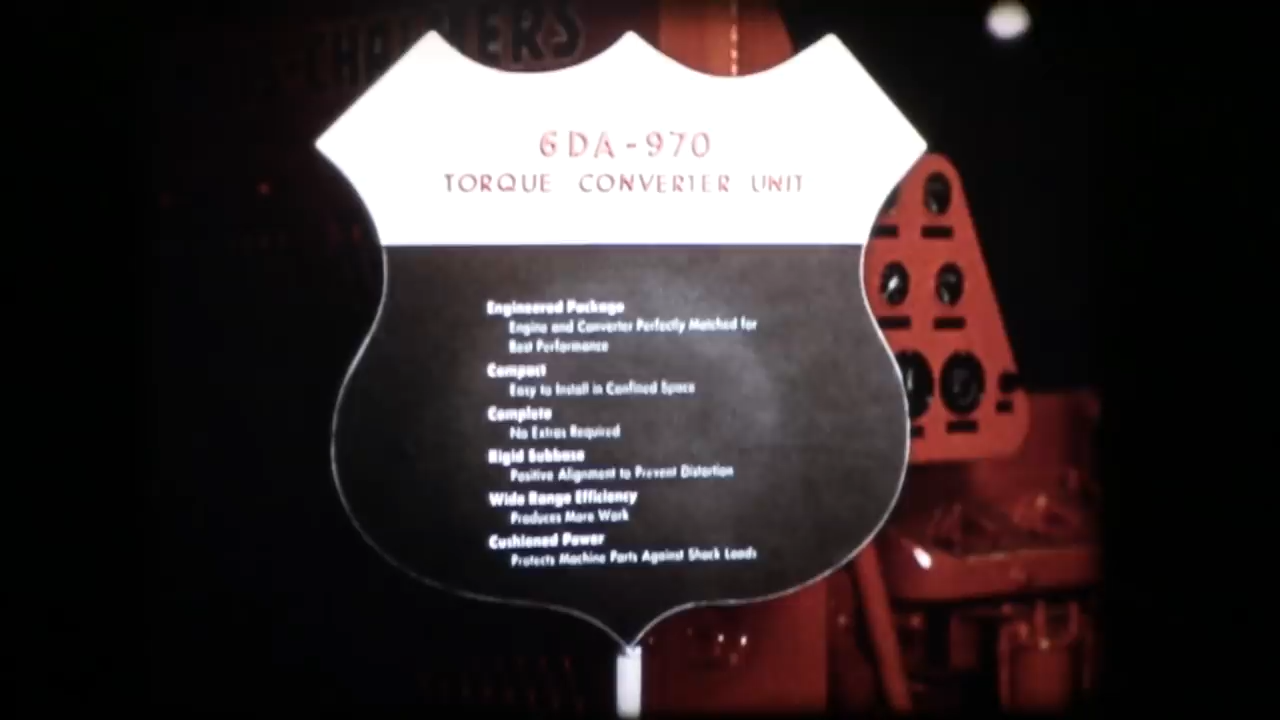 CHALMERS
6DA-970
TORQUE CONVERTER UNIT
Engineered Package
Engine and Converter Perfectly Matched for
Best Performance
Compact
Easy to Install in Confined Space
Complete
No Extras Required
Rigid Subbase
Positive Alignment to Prevent Distortion
Wide Range Efficiency
Produces More Work
Cushioned Power
Protects Machine Parts Against Shock Loads